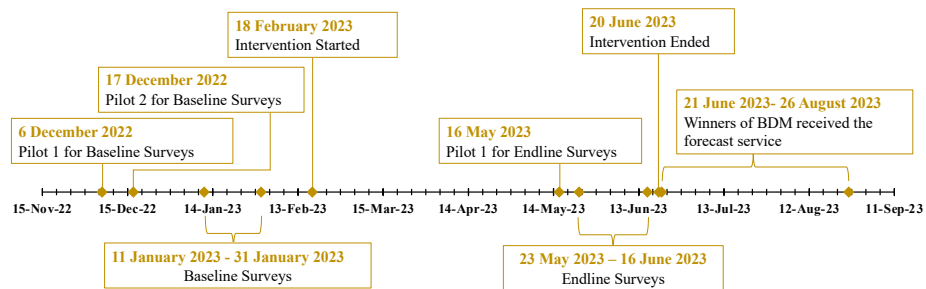 18 February 2023
Intervention Started
20 June 2023
Intervention Ended
17 December 2022
Pilot 2 for Baseline Surveys
21 June 2023- 26 August 2023
Winners of BDM received the
forecast service
6 December 2022
Pilot 1 for Baseline Surveys
16 May 2023
Pilot 1 for Endline Surveys
15-Nov-22 15-Dec-22 14-Jan-23 13-Feb-23 15-Mar-23 14-Apr-23 14-May-23 13-Jun-23 13-Jul-23 12-Aug-23 11-Sep-23
11 January 2023 - 31 January 2023
Baseline Surveys
23 May 2023 – 16 June 2023
Endline Surveys